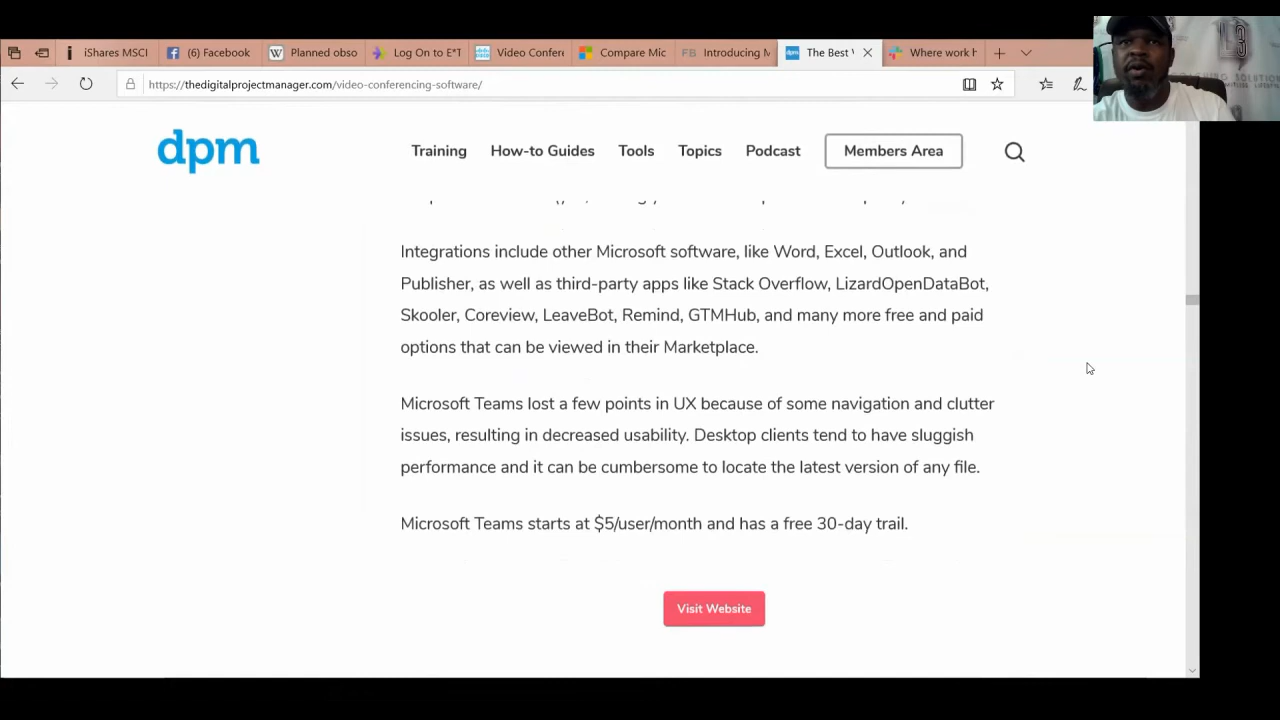 iShares MSCI
(6) Facebook
Planned obso
Log On to E*T
Video Confere
Compare Mic
Introducing M
The Best
Where work h
https://thedigitalprojectmanager.com/video-conferencing-software/
dpm
Training
How-to Guides
Tools
Topics
Podcast
Members Area
Integrations include other Microsoft software, like Word, Excel, Outlook, and
Publisher, as well as third-party apps like Stack Overflow, LizardOpenDataBot,
Skooler, Coreview, LeaveBot, Remind, GTMHub, and many more free and paid
options that can be viewed in their Marketplace.
Microsoft Teams lost a few points in UX because of some navigation and clutter
issues, resulting in decreased usability. Desktop clients tend to have sluggish
performance and it can be cumbersome to locate the latest version of any file.
Microsoft Teams starts at $5/user/month and has a free 30-day trail.
Visit Website